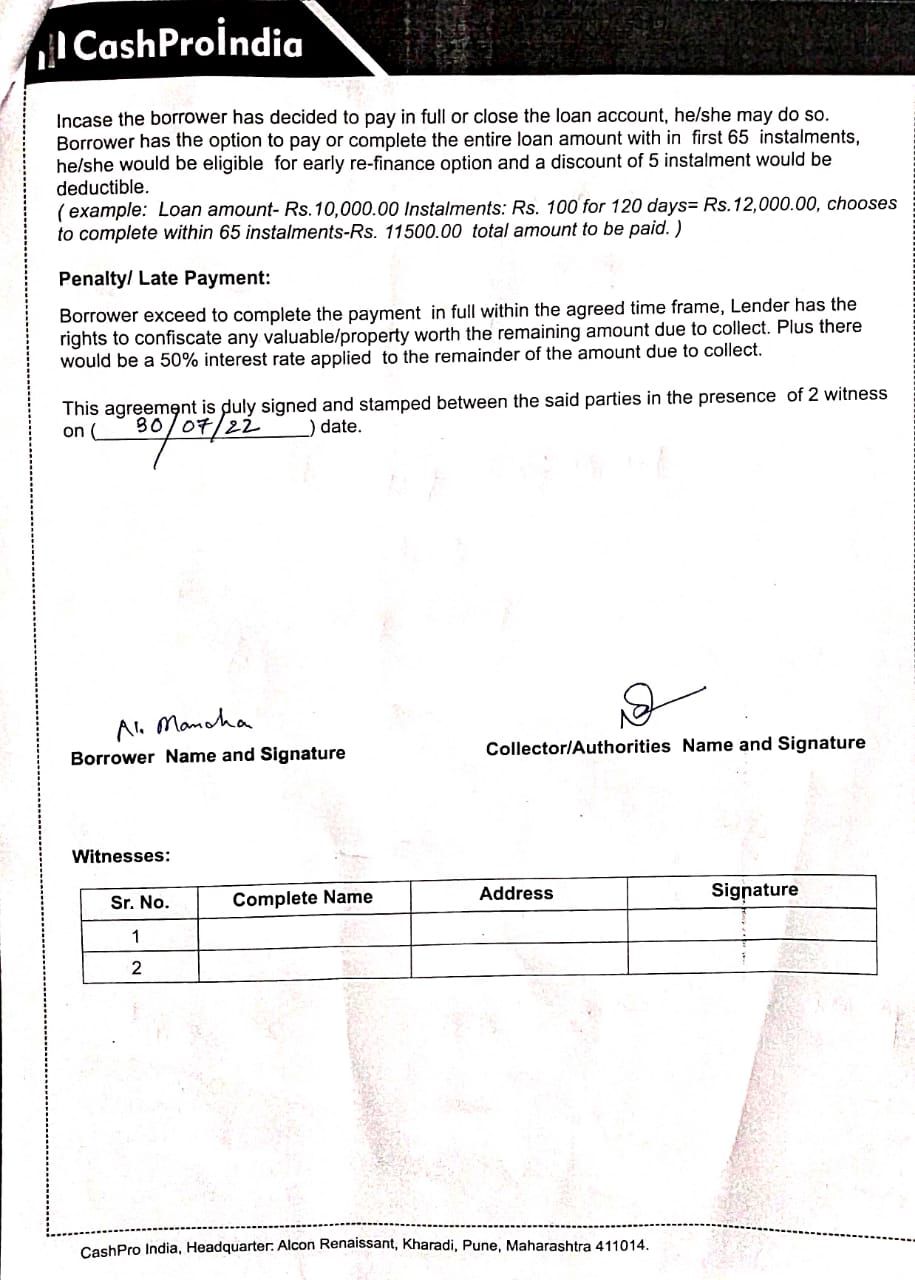 CashProİndia
Incase the borrower has decided to pay in full or close the loan account, he/she may do so.
Borrower has the option to pay or complete the entire loan amount with in first 65 instalments,
he/she would be eligible for early re-finance option and a discount of 5 instalment would be
deductible.
( example: Loan amount- Rs.10,000.00 Instalments: Rs. 100 for 120 days= Rs.12,000.00, chooses
to complete within 65 instalments-Rs. 11500.00 total amount to be paid. )
Penalty/ Late Payment:
Borrower exceed to complete the payment in full within the agreed time frame, Lender has the
rights to confiscate any valuable/property worth the remaining amount due to collect. Plus there
would be a 50% interest rate applied to the remainder of the amount due to collect.
This agreement is duly signed and stamped between the said parties in the presence of 2 witness
on ( 30/07/22 ) date.
Borrower Name and Signature
Collector/Authorities Name and Signature
Witnesses:
Sr. No. Complete Name Address Signature
1
2
CashPro India, Headquarter: Alcon Renaissant, Kharadi, Pune, Maharashtra 411014.